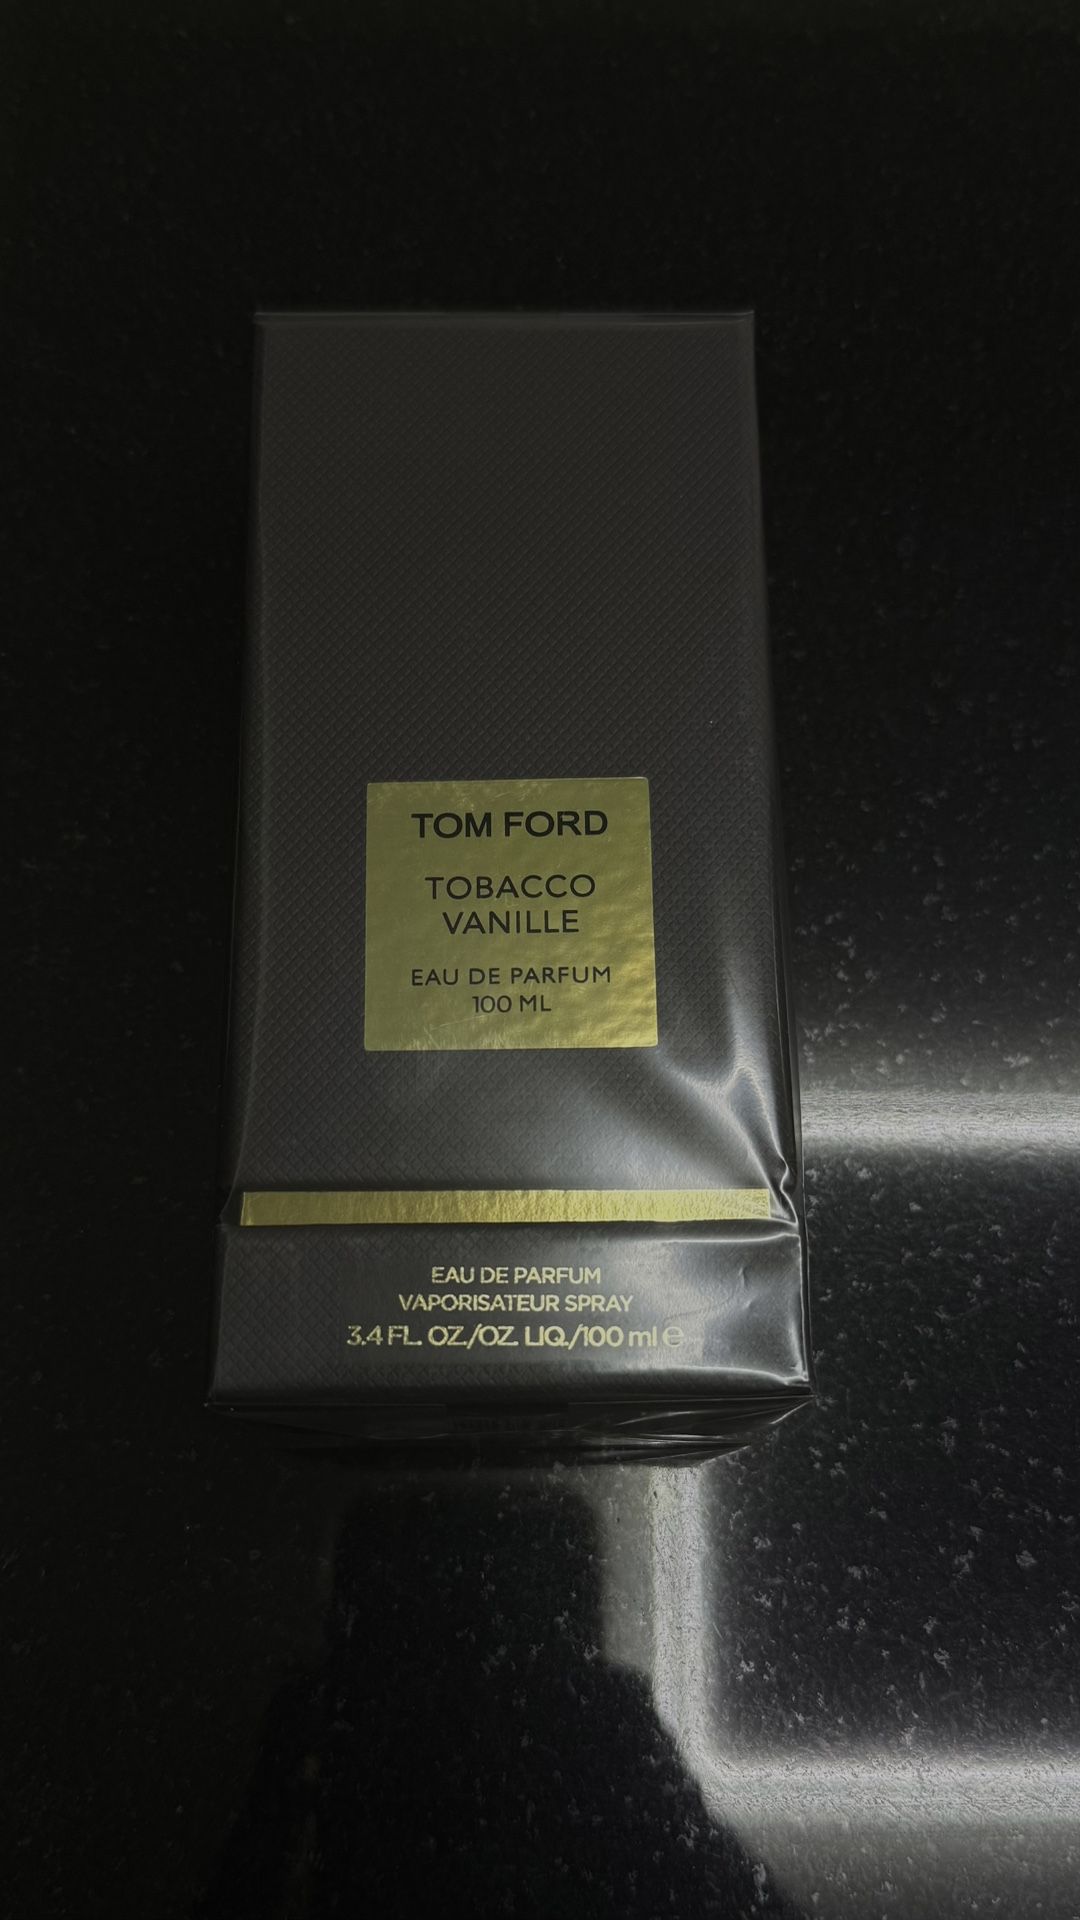 TOM FORD
TOBACCO
VANILLE
EAU DE PARFUM
100 ML
EAU DE PARFUM
VAPORISATEUR SPRAY
3.4 FL. OZ./OZ. LIQ./100 ml ℮